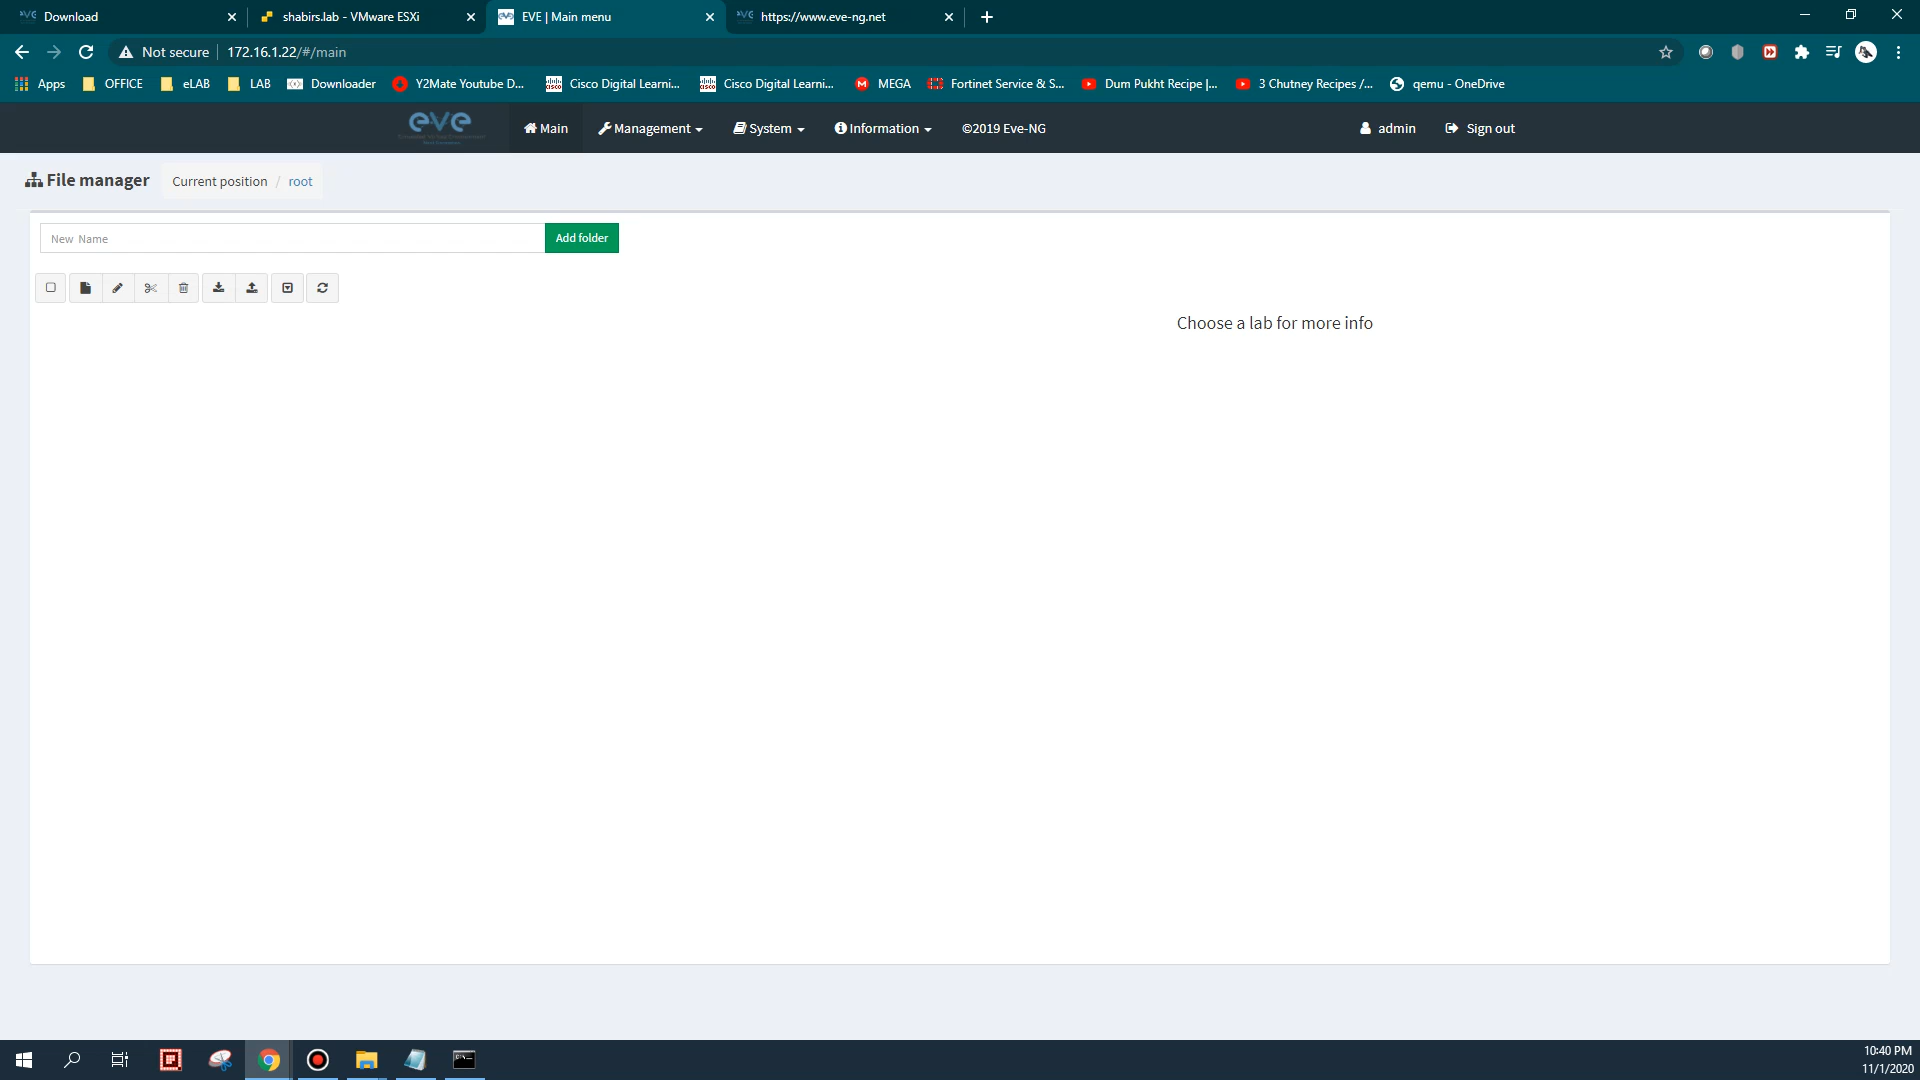 Download
shabirs.lab - VMware ESXi
EVE | Main menu
https://www.eve-ng.net
Not secure
172.16.1.22/#/main
Apps
OFFICE
eLAB
LAB
Downloader
Y2Mate Youtube D...
Cisco Digital Learni...
Cisco Digital Learni...
MEGA
Fortinet Service & S...
Dum Pukht Recipe |...
3 Chutney Recipes /...
qemu - OneDrive
eve
Main
Management
System
Information
©2019 Eve-NG
admin
Sign out
File manager
Current position / root
New Name
Add folder
Choose a lab for more info
10:40 PM
11/1/2020